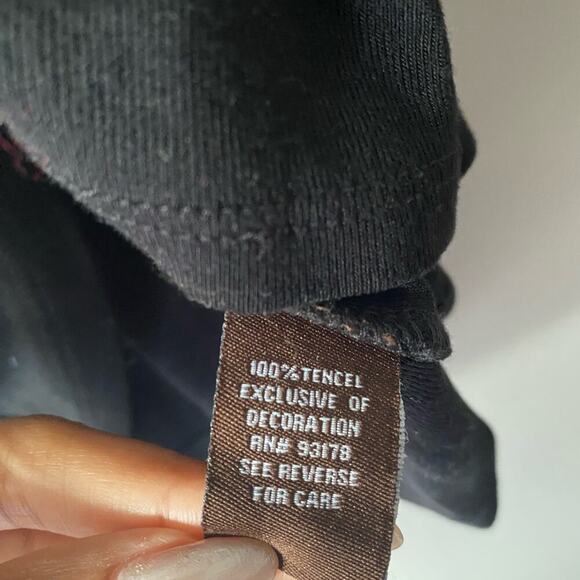 100%TENCEL
EXCLUSIVE OF
DECORATION
RN# 93178
SEE REVERSE
FOR CARE